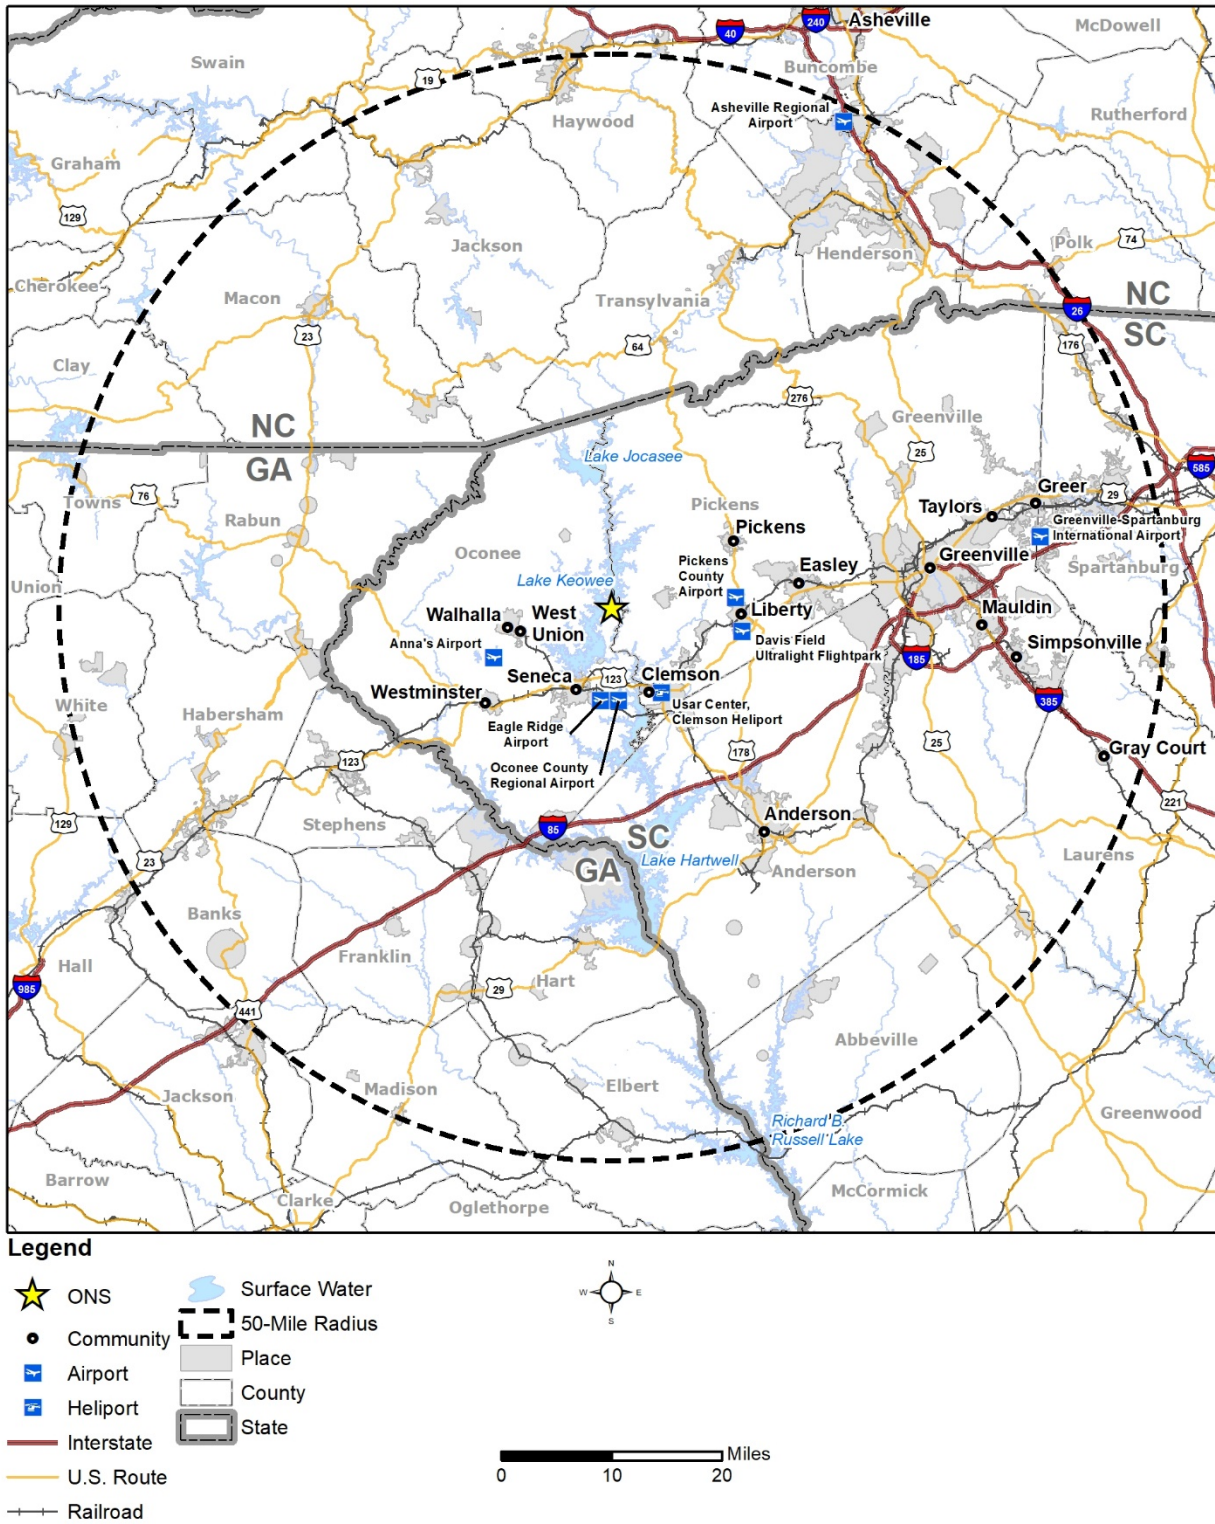 240
Asheville
40
McDowell
Swain
Buncombe
19
Asheville Regional
Airport
Haywood
Rutherford
Graham
129
Jackson
Polk
74
Henderson
Cherokee
Macon
Transylvania
NC
26
SC
23
64
176
Clay
276
Greenville
NC
GA
25
Lake Jocassee
585
Towns
76
Greer
29
Rabun
Pickens
Taylors
Greenville-Spartanburg
International Airport
Pickens
Oconee
Pickens
County
Airport
Easley
Greenville
Spartanburg
Union
Lake Keowee
Walhalla
West
Union
Liberty
Mauldin
Anna's Airport
Davis Field
Ultralight Flightpark
Simpsonville
185
Seneca
123
Clemson
Westminster
385
White
Usar Center,
Clemson Heliport
Habersham
Eagle Ridge
Airport
25
Gray Court
123
178
Oconee County
Regional Airport
221
129
Stephens
85
SC
Anderson
23
GA
Lake Hartwell
Anderson
Laurens
Banks
Franklin
Hall
985
29
Hart
441
Abbeville
Jackson
Madison
Elbert
Greenwood
Richard B.
Russell Lake
Barrow
Clarke
Oglethorpe
McCormick
Legend
ONS
Community
Airport
Heliport
Interstate
U.S. Route
Railroad
Surface Water
50-Mile Radius
Place
County
State
N
W
E
S
Miles
0
10
20